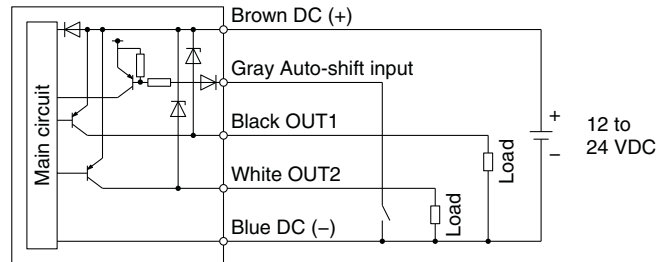 Brown DC (+)
Gray Auto-shift input
Main circuit
Black OUT1
+
−
12 to
24 VDC
Load
White OUT2
Load
Blue DC (−)